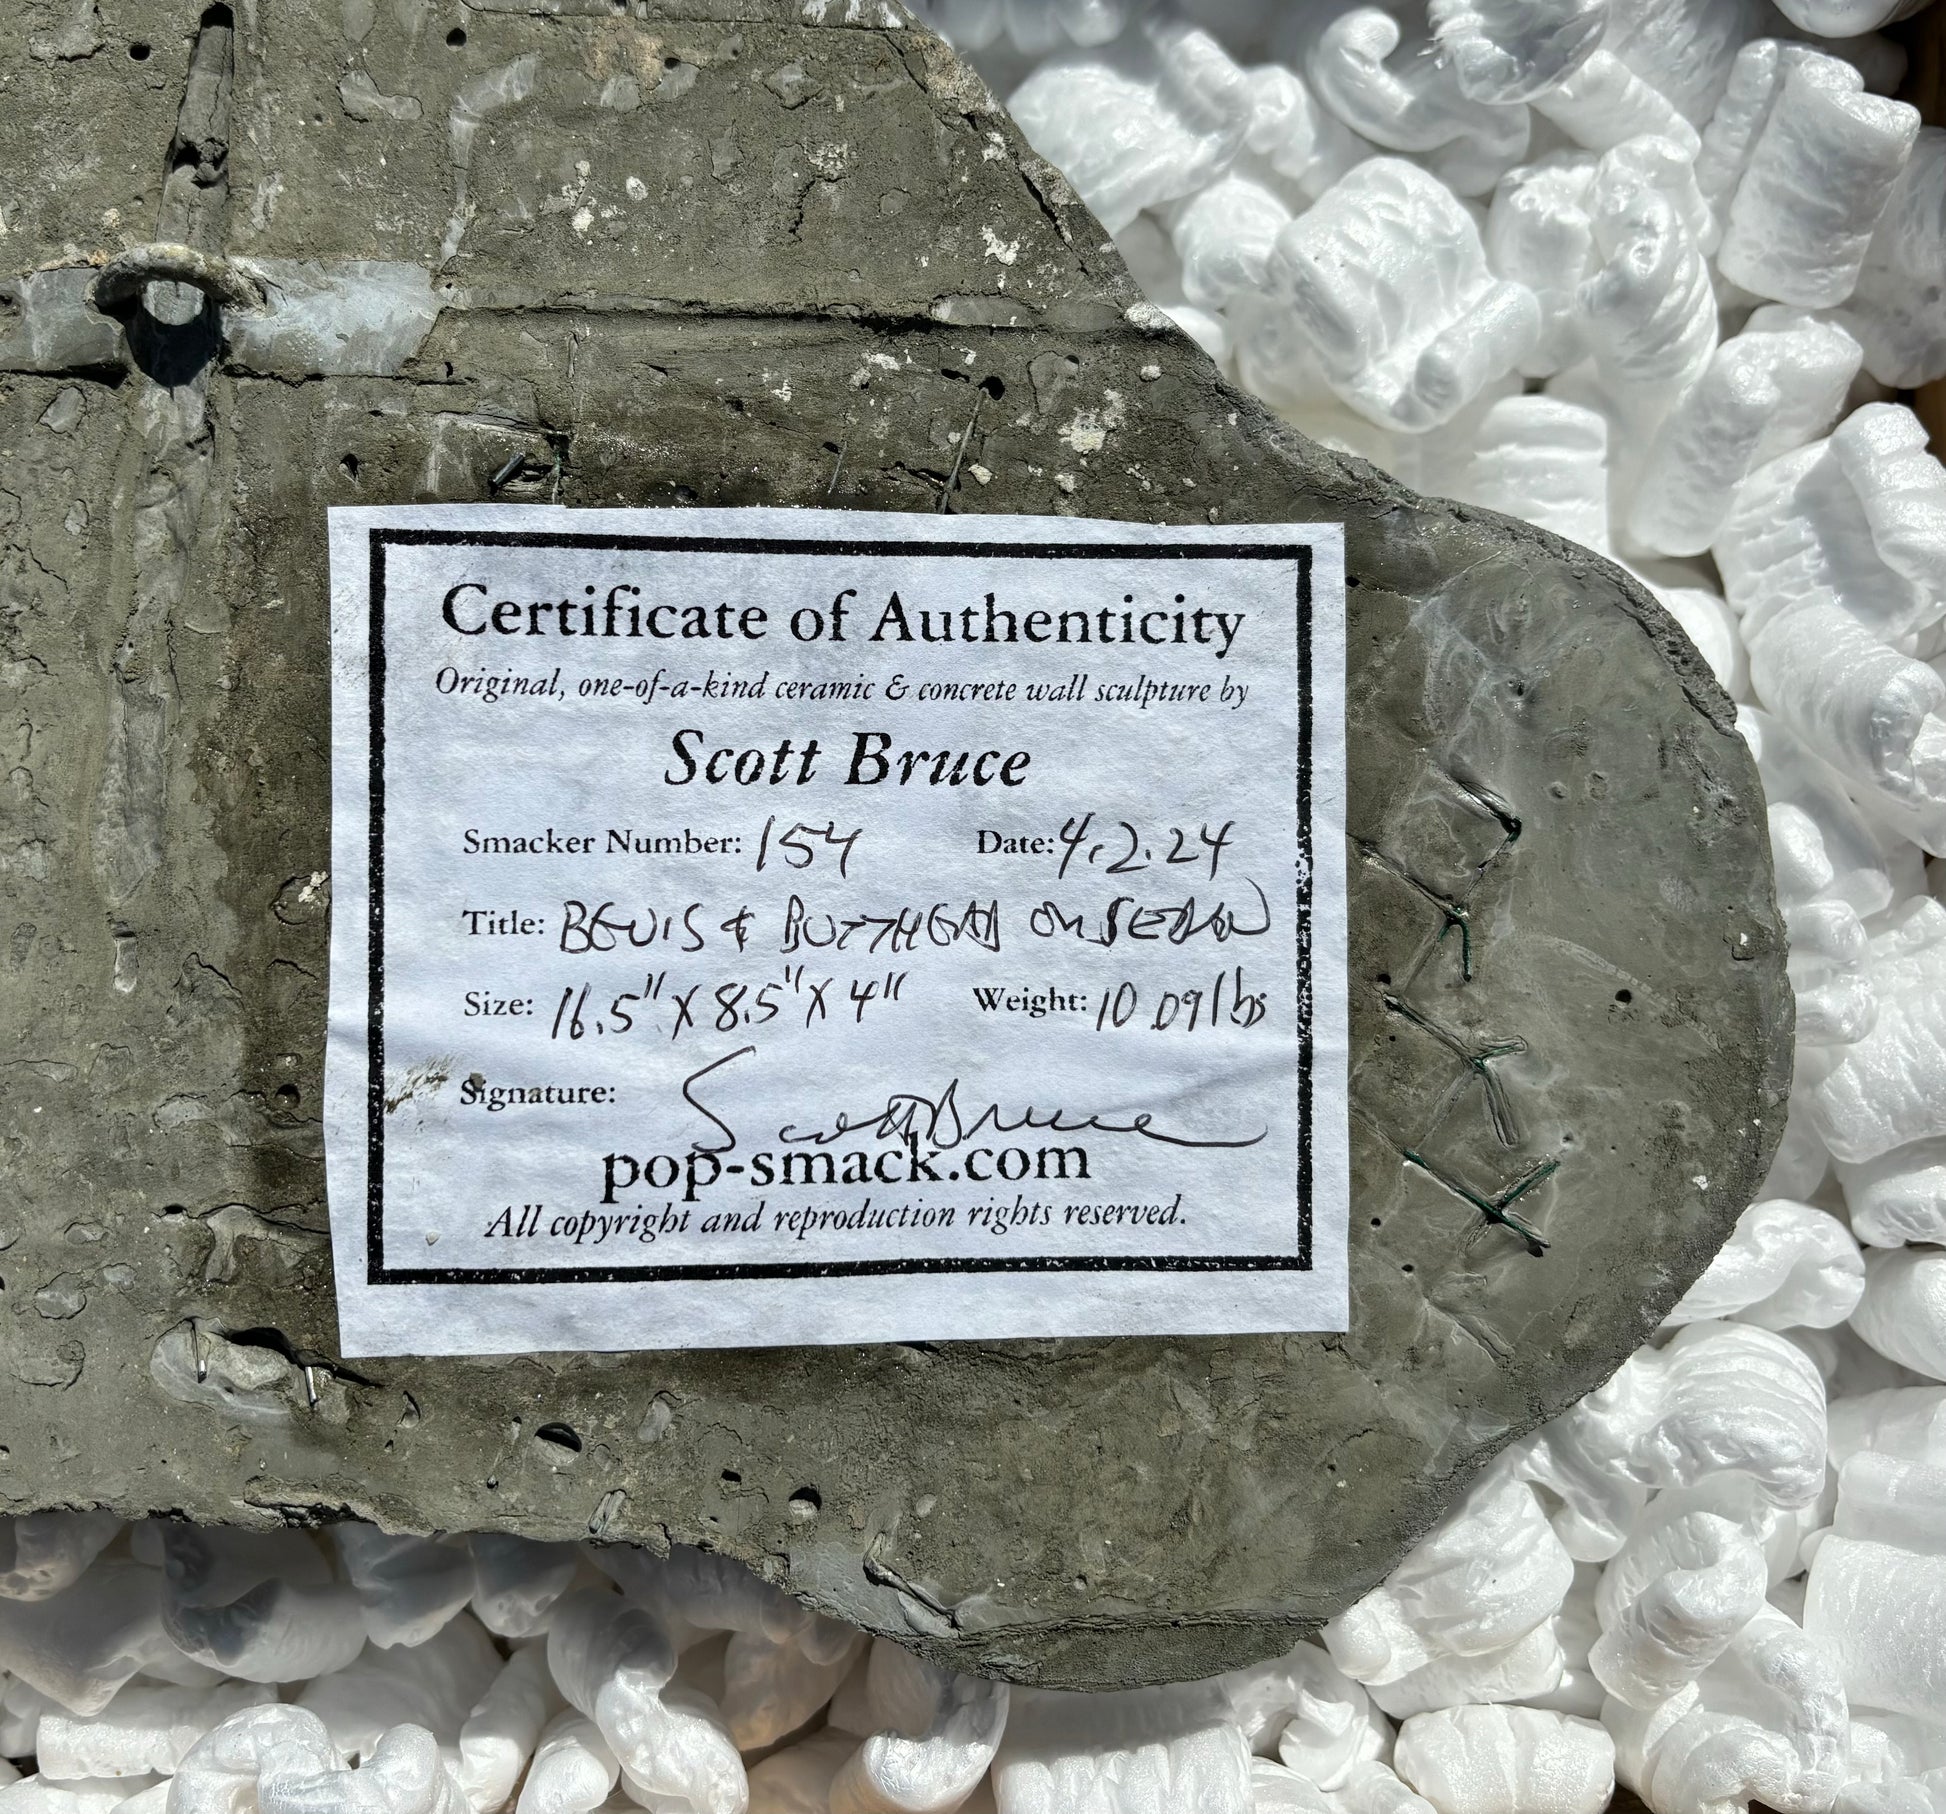 Certificate of Authenticity
Original, one-of-a-kind ceramic & concrete wall sculpture by
Scott Bruce
Smacker Number: 154 Date: 4.2.24
Title: BEVIS & BUTTHEAD ON SEDAN
Size: 16.5" X 8.5" X 4" Weight: 10.09 lbs
Signature: Scott Bruce
pop-smack.com
All copyright and reproduction rights reserved.